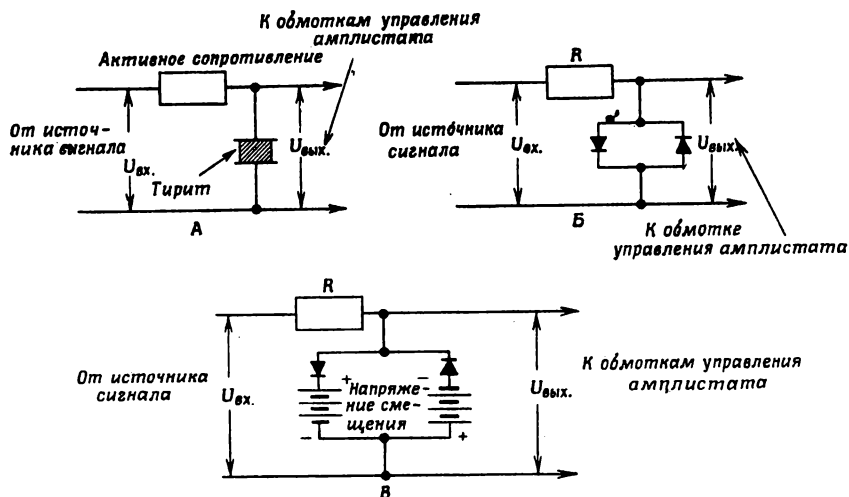 К обмоткам управления
амплистата
Активное сопротивление
От источ-
ника сигнала
Uвх.
Тирит
Uвых.
А
R
От источника
сигнала
Uвх.
Uвых.
Б
К обмотке
управления амплистата
R
От источника
сигнала
Uвх.
+
−
Напряже-
ние сме-
щения
−
+
Uвых.
К обмоткам управления
амплистата
В